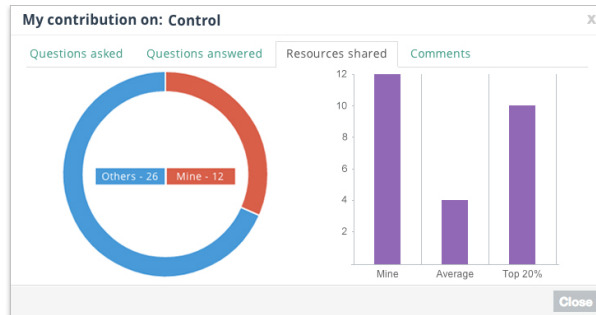 My contribution on: Control
X
Questions asked Questions answered Resources shared Comments
Others - 26 Mine - 12
12
10
8
6
4
2
Mine Average Top 20%
Close